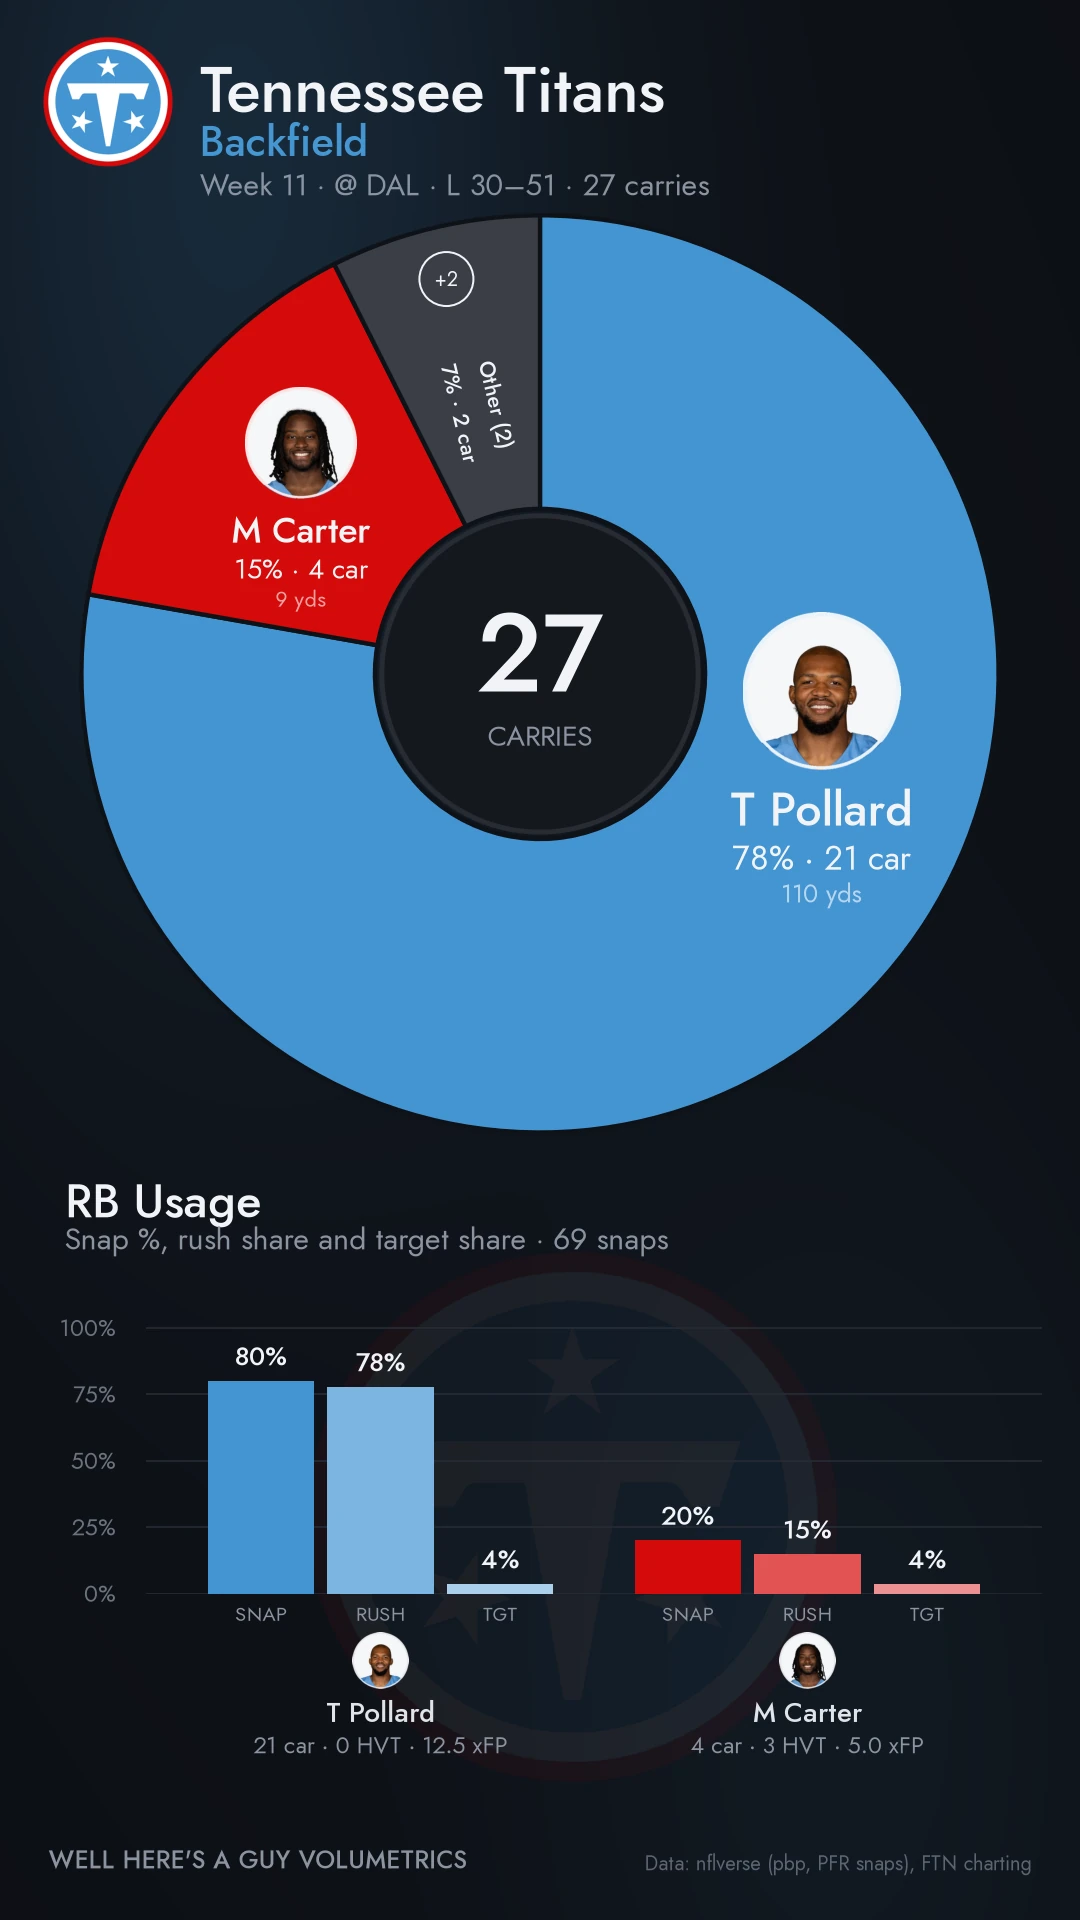 Tennessee Titans
Backfield
Week 11 · @ DAL · L 30–51 · 27 carries
+2
Other (2)
7% · 2 car
M Carter
15% · 4 car
9 yds
27
CARRIES
T Pollard
78% · 21 car
110 yds
RB Usage
Snap %, rush share and target share · 69 snaps
100%
75%
50%
25%
0%
80%
78%
4%
20%
15%
4%
SNAP
RUSH
TGT
SNAP
RUSH
TGT
T Pollard
21 car · 0 HVT · 12.5 xFP
M Carter
4 car · 3 HVT · 5.0 xFP
WELL HERE'S A GUY VOLUMETRICS
Data: nflverse (pbp, PFR snaps), FTN charting